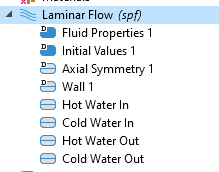 Laminar Flow (spf)
D Fluid Properties 1
D Initial Values 1
D Axial Symmetry 1
D Wall 1
Hot Water In
Cold Water In
Hot Water Out
Cold Water Out